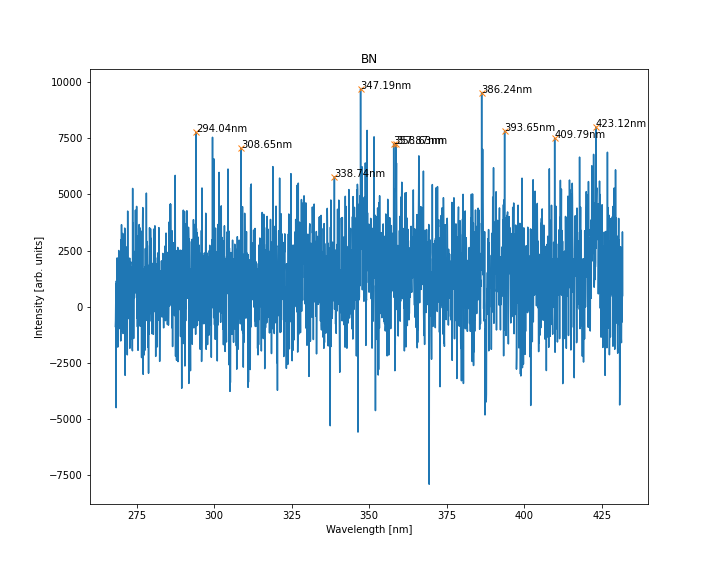 BN
10000
7500
5000
2500
0
−2500
−5000
−7500
Intensity [arb. units]
294.04nm
308.65nm
338.74nm
347.19nm
386.24nm
393.65nm
409.79nm
423.12nm
275
300
325
350
375
400
425
Wavelength [nm]